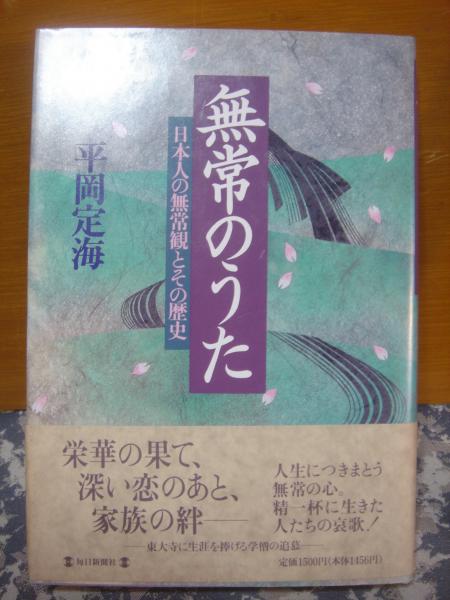 無常のうた
日本人の無常観とその歴史
平岡定海
栄華の果て、
深い恋のあと、
家族の絆──
人生につきまとう
無常の心。
精一杯に生きた
人たちの哀歌!
──東大寺に生涯を捧げる学僧の追慕──
毎日新聞社
定価1500円(本体1456円)